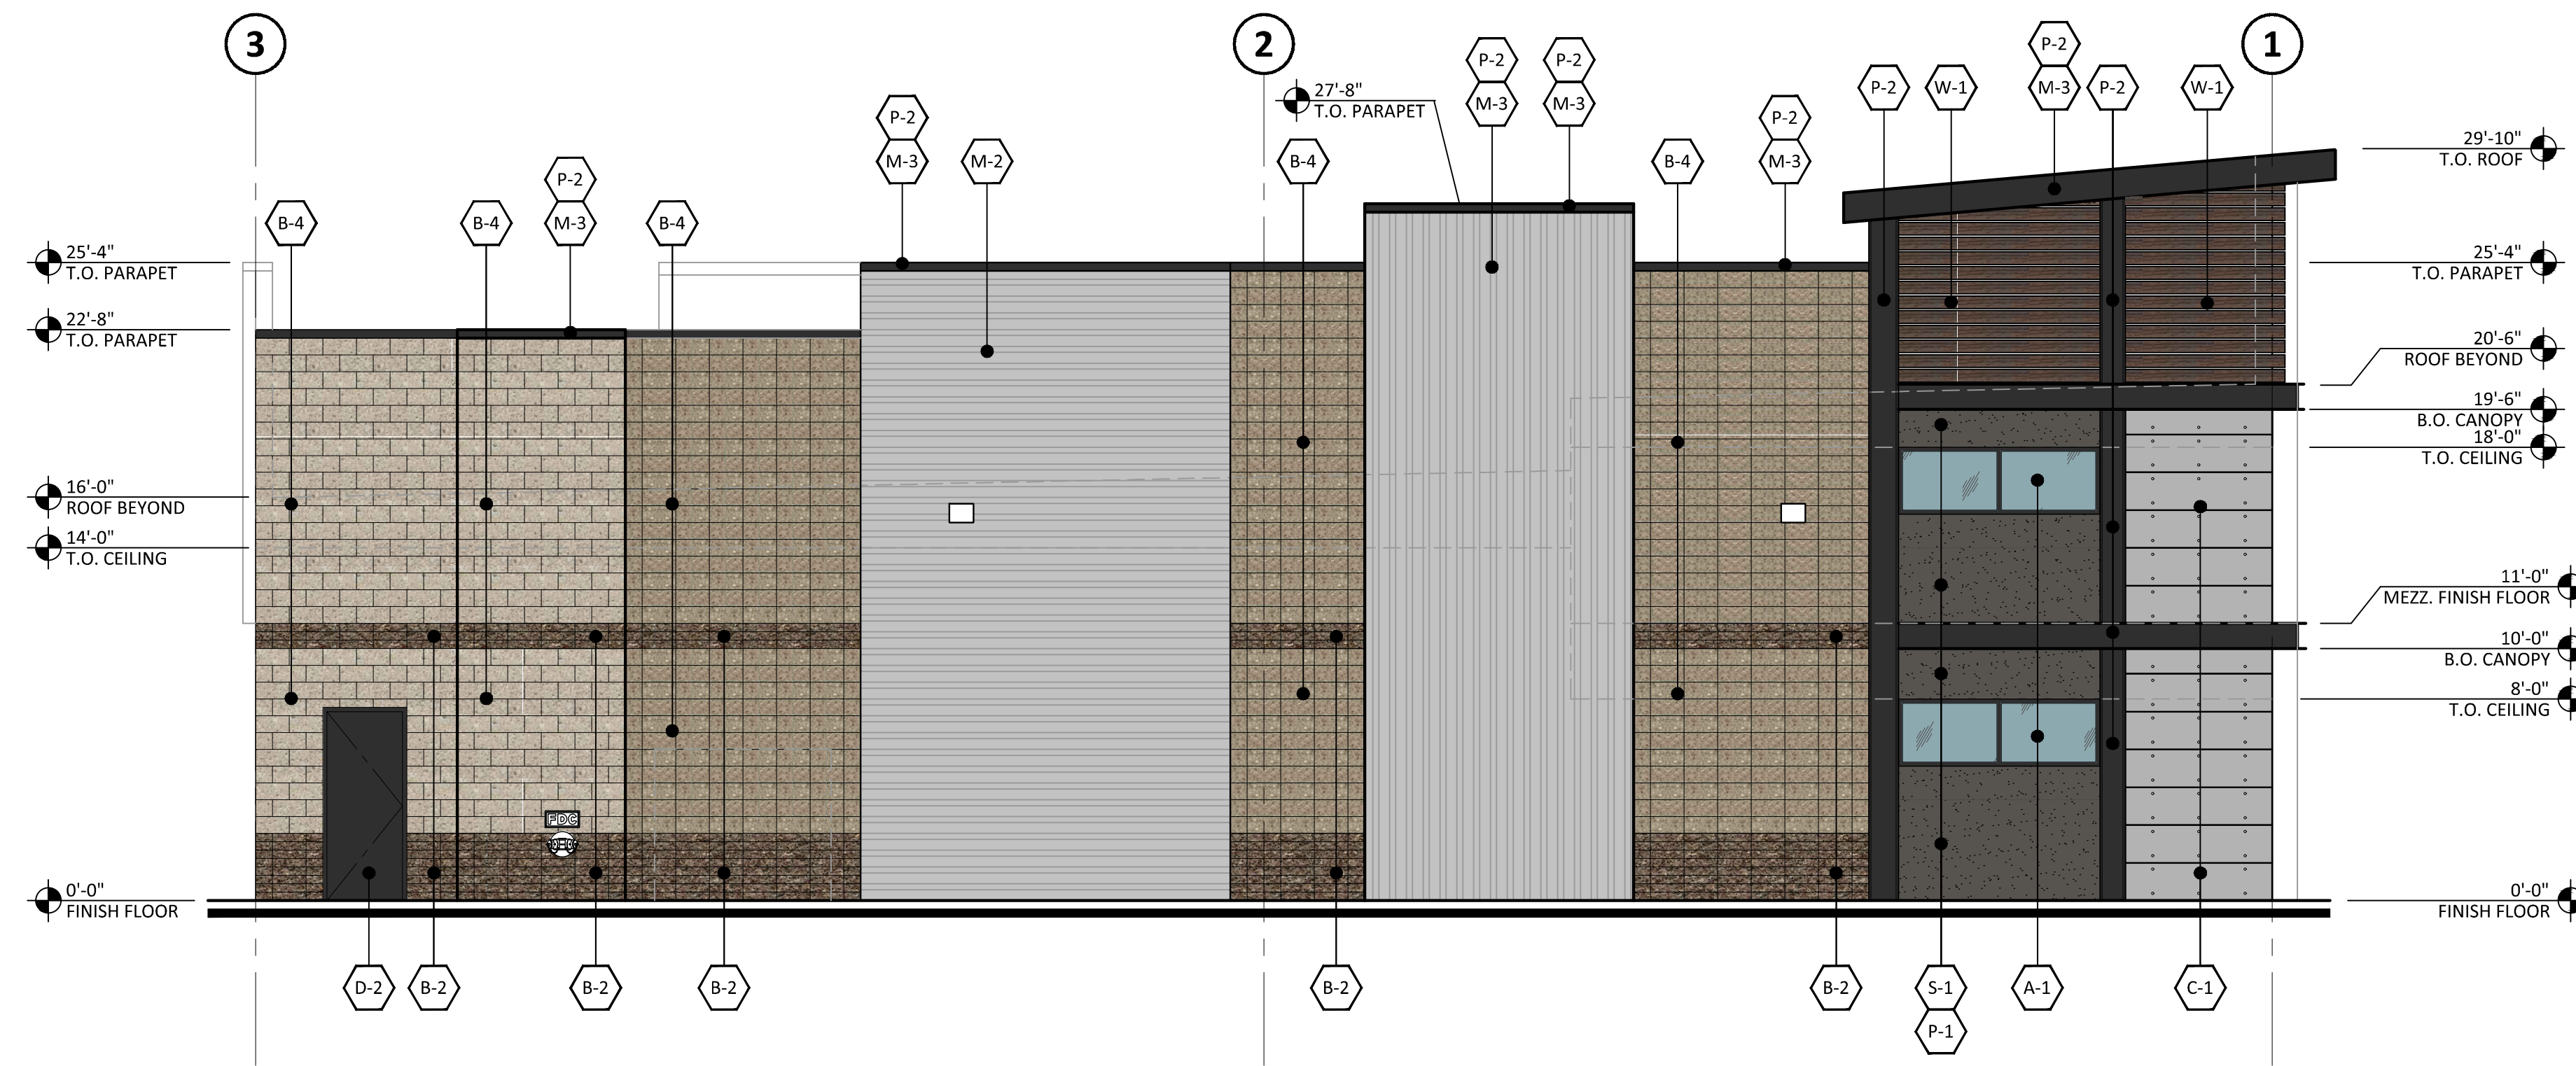 3
2
1
P-2
M-3
P-2
M-3
P-2
M-3
P-2
W-1
P-2
W-1
27'-8"
T.O. PARAPET
P-2
M-3
M-2
B-4
B-4
P-2
M-3
P-2
M-3
B-4
B-4
B-4
29'-10"
T.O. ROOF
25'-4"
T.O. PARAPET
22'-8"
T.O. PARAPET
16'-0"
ROOF BEYOND
14'-0"
T.O. CEILING
0'-0"
FINISH FLOOR
25'-4"
T.O. PARAPET
20'-6"
ROOF BEYOND
19'-6"
B.O. CANOPY
18'-0"
T.O. CEILING
11'-0"
MEZZ. FINISH FLOOR
10'-0"
B.O. CANOPY
8'-0"
T.O. CEILING
0'-0"
FINISH FLOOR
FDC
D-2
B-2
B-2
B-2
B-2
B-2
S-1
P-1
A-1
C-1